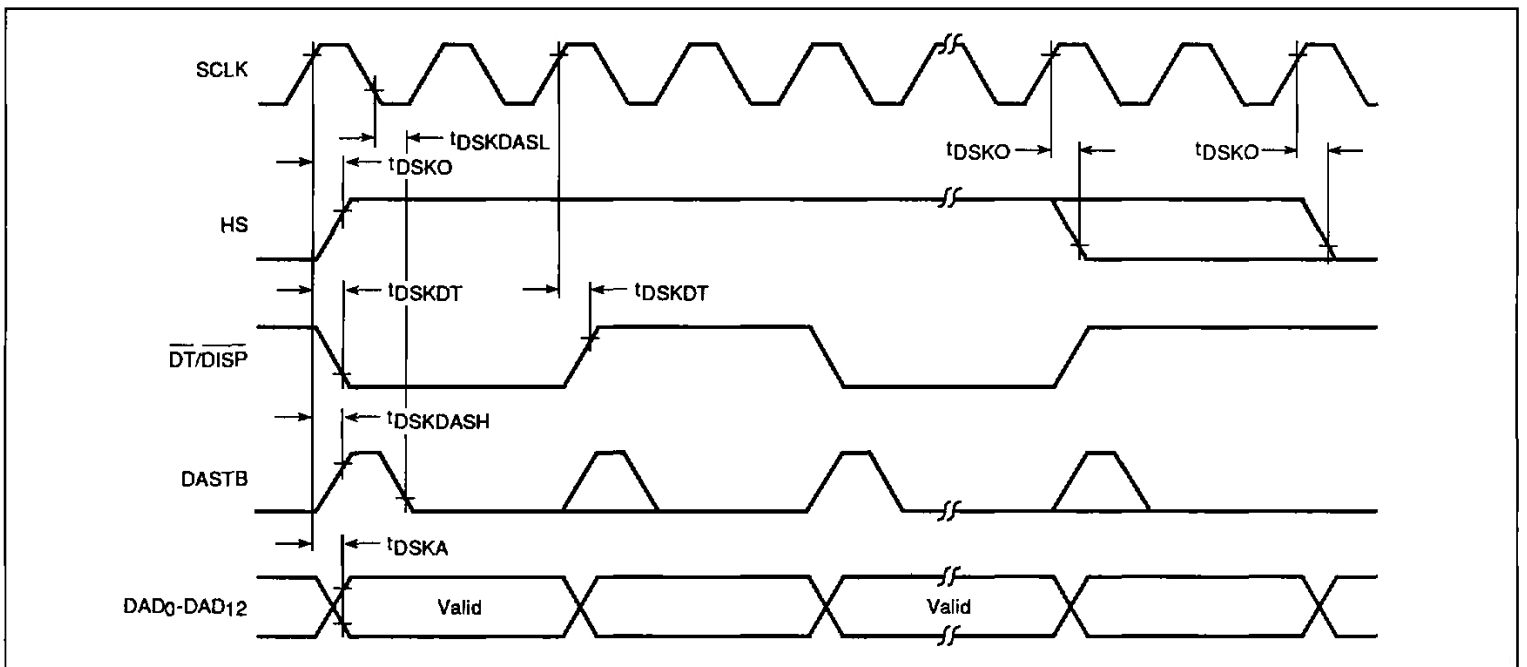 SCLK
tDSKDASL
tDSKO
tDSKO
tDSKO
HS
tDSKDT
tDSKDT
DT/DISP
tDSKDASH
DASTB
tDSKA
DAD0-DAD12
Valid
Valid